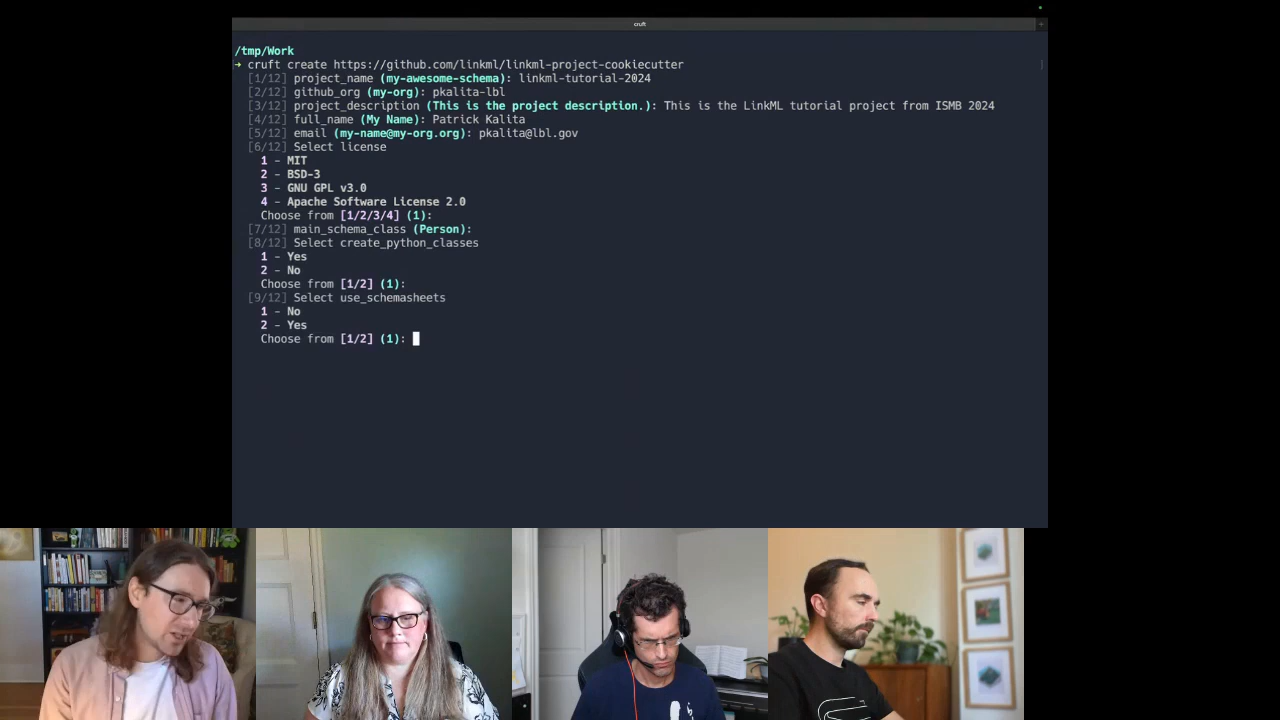 cruft
/tmp/Work
➜ cruft create https://github.com/linkml/linkml-project-cookiecutter
[1/12] project_name (my-awesome-schema): linkml-tutorial-2024
[2/12] github_org (my-org): pkalita-lbl
[3/12] project_description (This is the project description.): This is the LinkML tutorial project from ISMB 2024
[4/12] full_name (My Name): Patrick Kalita
[5/12] email (my-name@my-org.org): pkalita@lbl.gov
[6/12] Select license
1 - MIT
2 - BSD-3
3 - GNU GPL v3.0
4 - Apache Software License 2.0
Choose from [1/2/3/4] (1):
[7/12] main_schema_class (Person):
[8/12] Select create_python_classes
1 - Yes
2 - No
Choose from [1/2] (1):
[9/12] Select use_schemasheets
1 - No
2 - Yes
Choose from [1/2] (1):